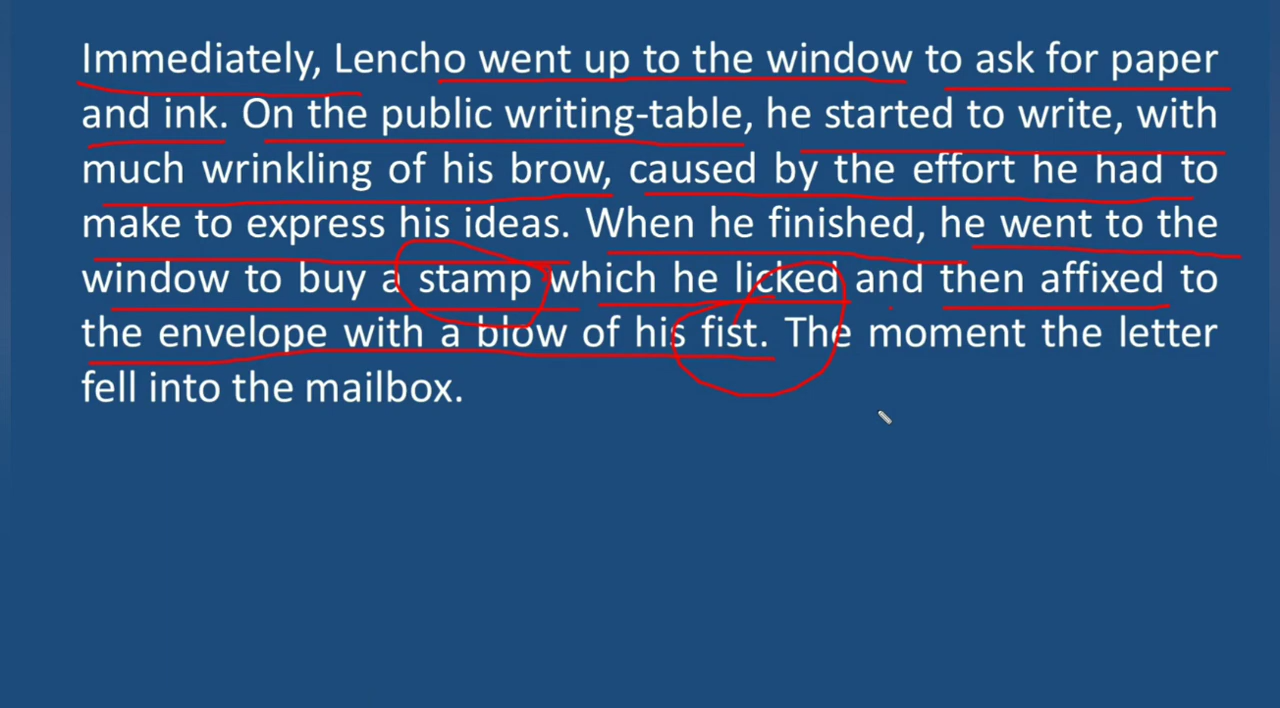 Immediately, Lencho went up to the window to ask for paper
and ink. On the public writing-table, he started to write, with
much wrinkling of his brow, caused by the effort he had to
make to express his ideas. When he finished, he went to the
window to buy a stamp which he licked and then affixed to
the envelope with a blow of his fist. The moment the letter
fell into the mailbox.